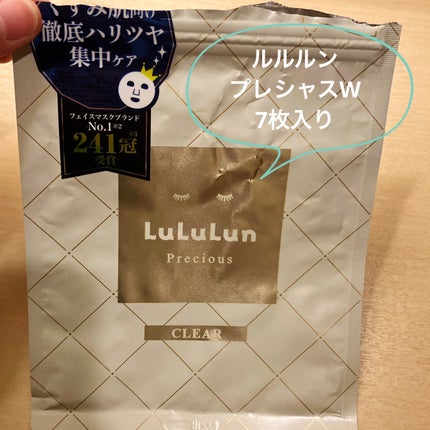 くすみ肌向け
徹底ハリツヤ
集中ケア
フェイスマスクブランド
No.1※2
241冠※3
受賞
ルルルン
プレシャスW
7枚入り
LuLuLun
Precious
CLEAR